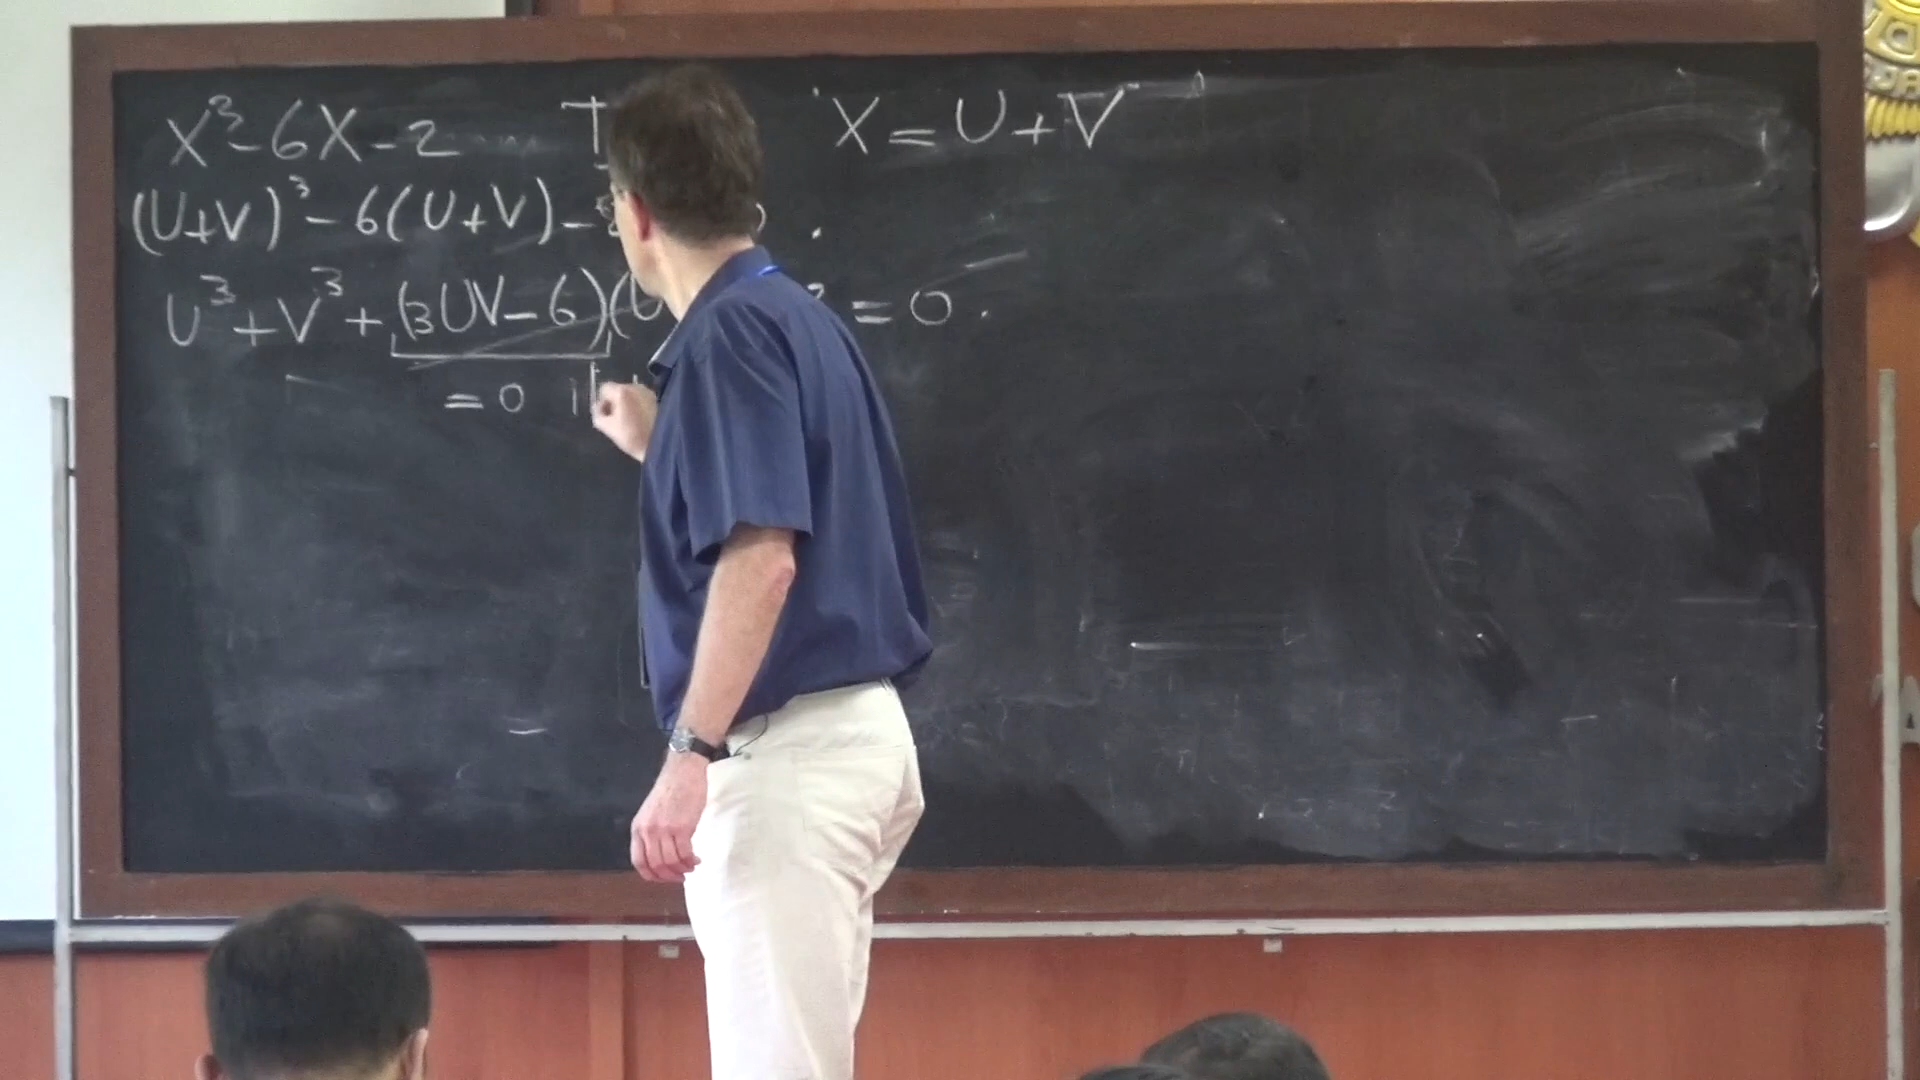 X³-6X-2 X=U+V
(U+V)³-6(U+V)-
U³+V³+(3UV-6)(U =0.
=0 if